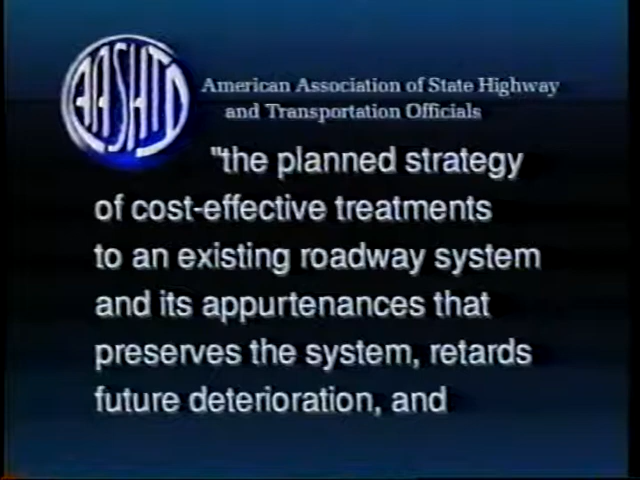 AASHTO
American Association of State Highway
and Transportation Officials
"the planned strategy
of cost-effective treatments
to an existing roadway system
and its appurtenances that
preserves the system, retards
future deterioration, and